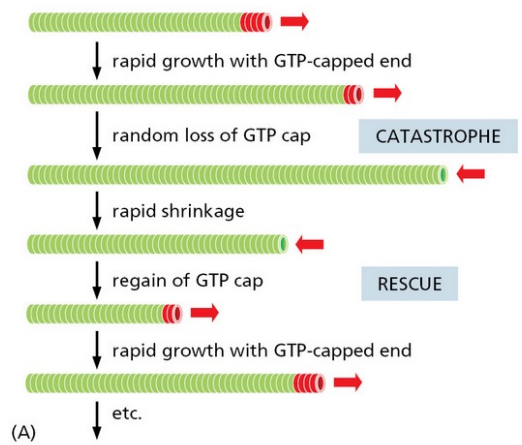 rapid growth with GTP-capped end
random loss of GTP cap
CATASTROPHE
rapid shrinkage
regain of GTP cap
RESCUE
rapid growth with GTP-capped end
etc.
(A)